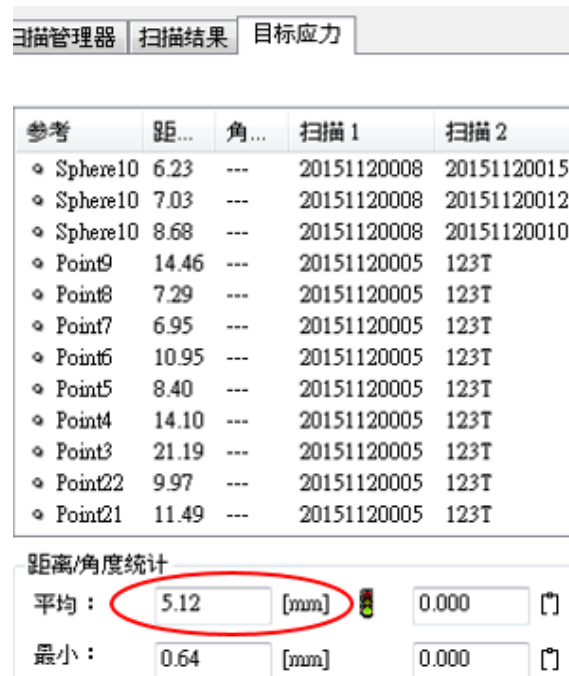 扫描管理器 扫描结果 目标应力
参考 距... 角... 扫描 1 扫描 2
Sphere10 6.23 --- 20151120008 20151120015
Sphere10 7.03 --- 20151120008 20151120012
Sphere10 8.68 --- 20151120008 20151120010
Point9 14.46 --- 20151120005 123T
Point8 7.29 --- 20151120005 123T
Point7 6.95 --- 20151120005 123T
Point6 10.95 --- 20151120005 123T
Point5 8.40 --- 20151120005 123T
Point4 14.10 --- 20151120005 123T
Point3 21.19 --- 20151120005 123T
Point22 9.97 --- 20151120005 123T
Point21 11.49 --- 20151120005 123T
距离/角度统计
平均： 5.12 [mm] 0.000 [°]
最小： 0.64 [mm] 0.000 [°]